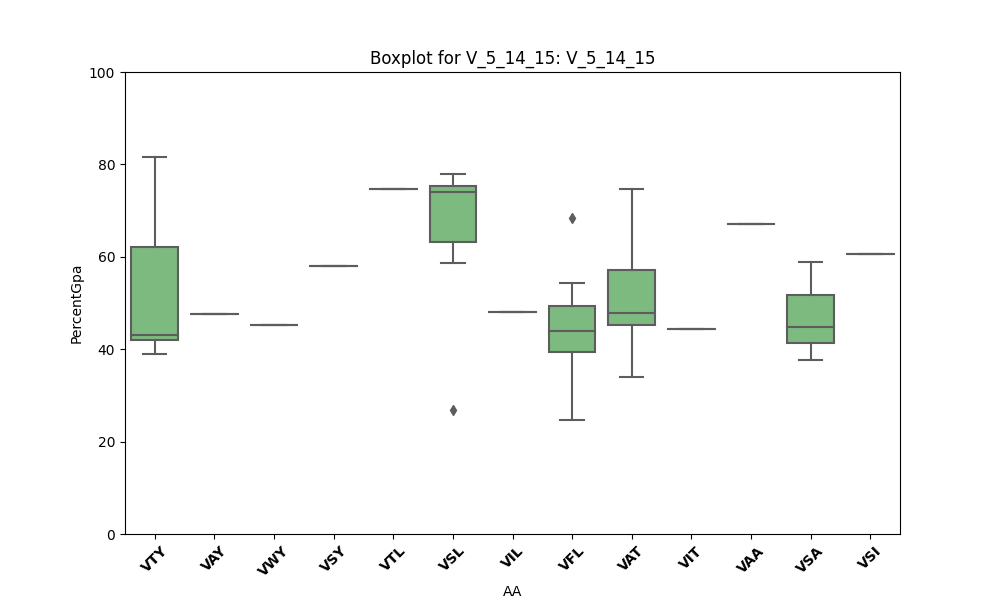 Boxplot for V_5_14_15: V_5_14_15
100
80
60
40
20
0
PercentGpa
VTY VAY VWY VSY VTL VSL VIL VFL VAT VIT VAA VSA VSI
AA